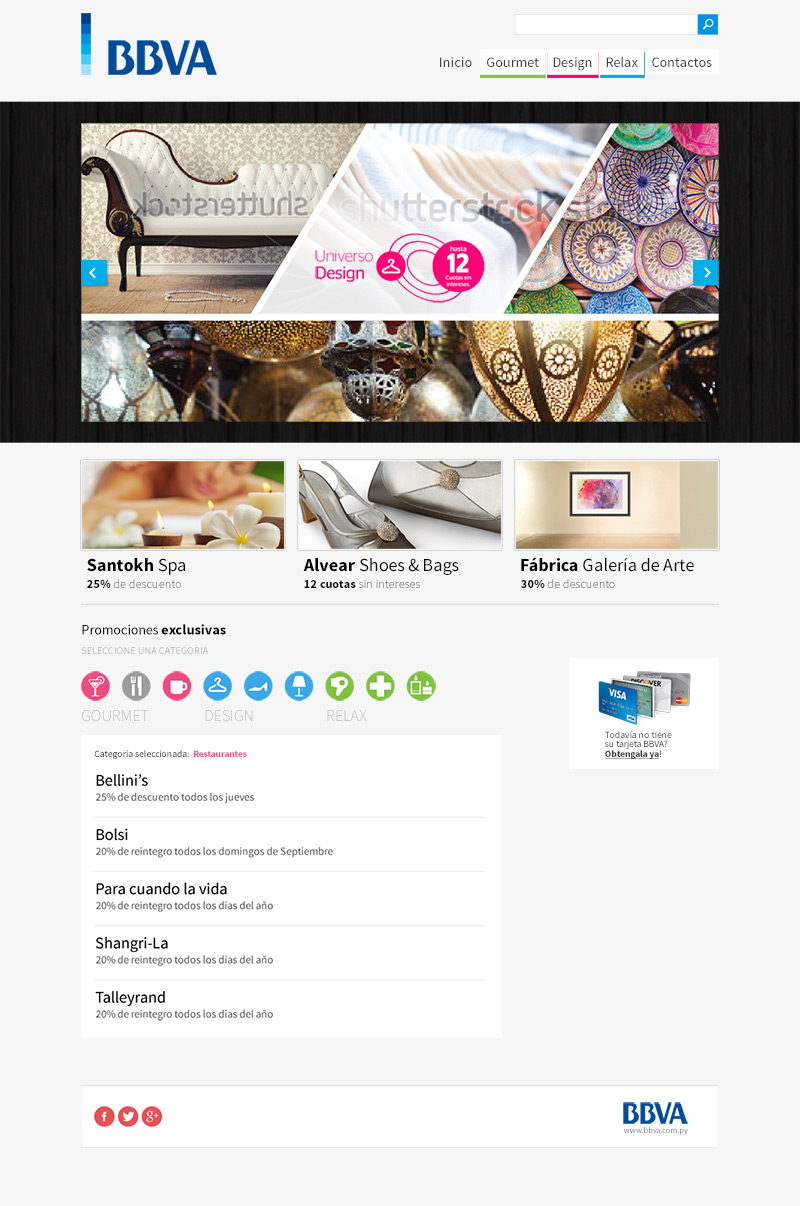 BBVA
Inicio Gourmet Design Relax Contactos
shutterstock
shutterstock
Universo
Design
hasta
12
Cuotas sin
intereses
Santokh Spa
25% de descuento
Alvear Shoes & Bags
12 cuotas sin intereses
Fábrica Galería de Arte
30% de descuento
Promociones exclusivas
SELECCIONE UNA CATEGORIA
GOURMET
DESIGN
RELAX
VISA
DISCOVER
Todavía no tiene
su tarjeta BBVA?
Obtengala ya!
Categoría seleccionada: Restaurantes
Bellini’s
25% de descuento todos los jueves
Bolsi
20% de reintegro todos los domingos de Septiembre
Para cuando la vida
20% de reintegro todos los días del año
Shangri-La
20% de reintegro todos los días del año
Talleyrand
20% de reintegro todos los días del año
BBVA
www.bbva.com.py